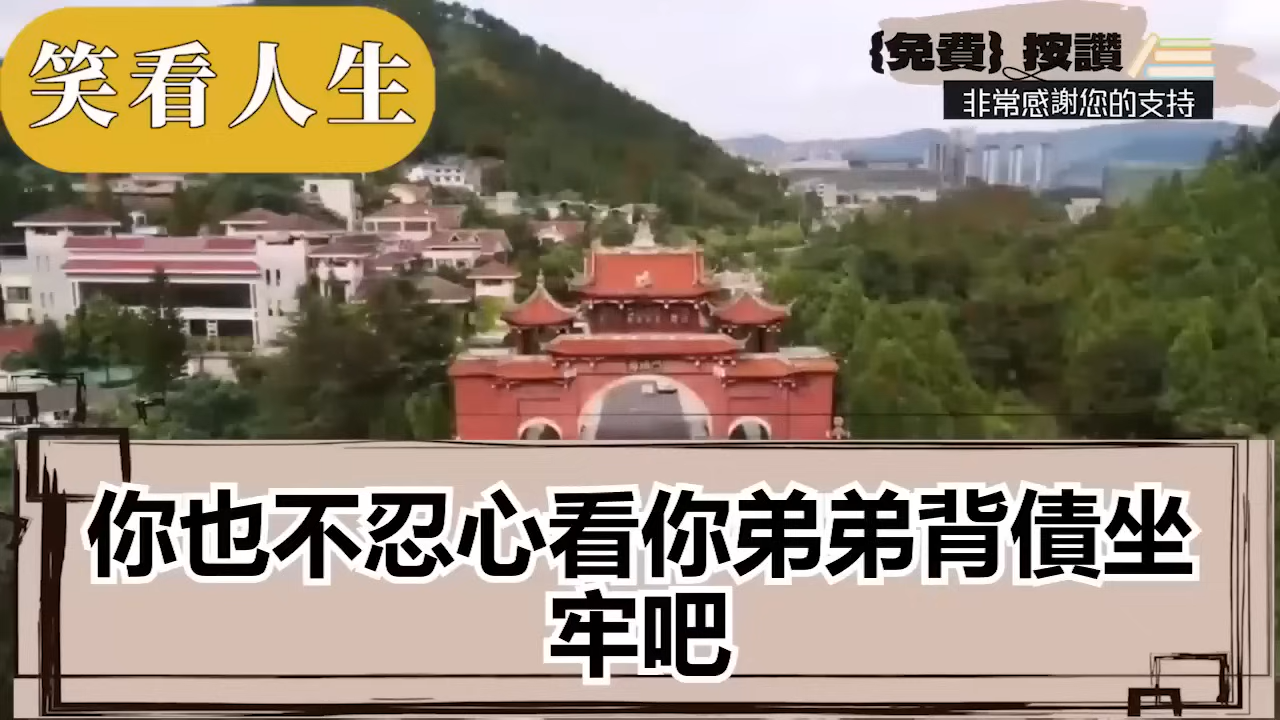 笑看人生
{免費} 按讚
非常感謝您的支持
你也不忍心看你弟弟背債坐
牢吧